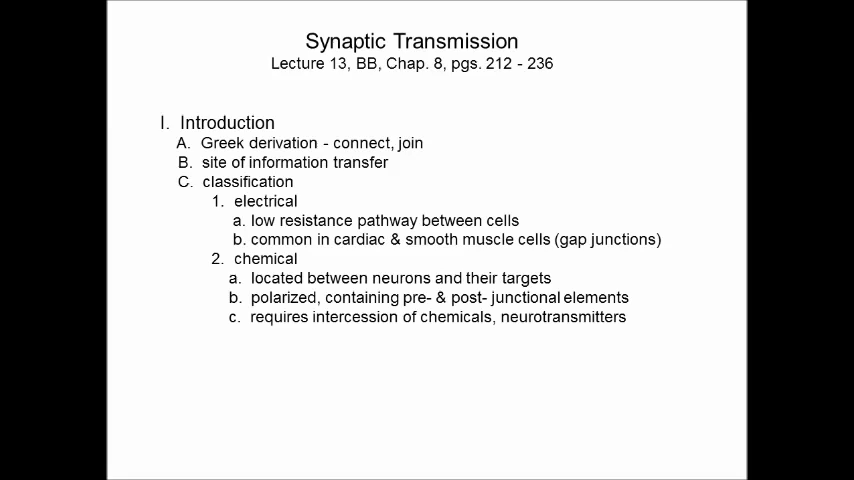 Synaptic Transmission
Lecture 13, BB, Chap. 8, pgs. 212 - 236
I. Introduction
A. Greek derivation - connect, join
B. site of information transfer
C. classification
1. electrical
a. low resistance pathway between cells
b. common in cardiac & smooth muscle cells (gap junctions)
2. chemical
a. located between neurons and their targets
b. polarized, containing pre- & post- junctional elements
c. requires intercession of chemicals, neurotransmitters